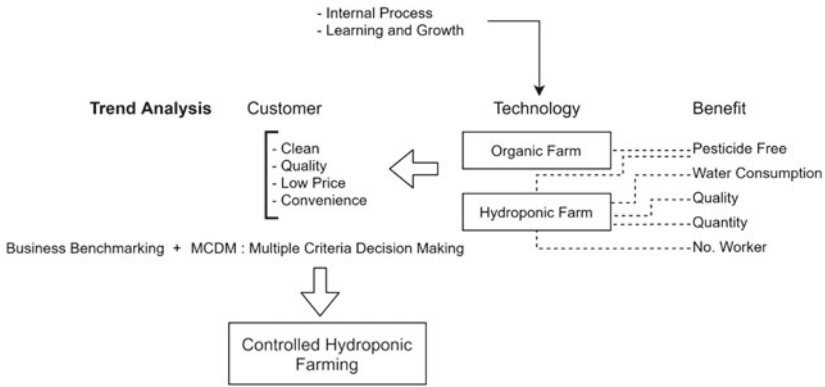 - Internal Process
- Learning and Growth
Trend Analysis Customer Technology Benefit
- Clean
- Quality
- Low Price
- Convenience
Organic Farm
Hydroponic Farm
Pesticide Free
Water Consumption
Quality
Quantity
No. Worker
Business Benchmarking + MCDM : Multiple Criteria Decision Making
Controlled Hydroponic
Farming